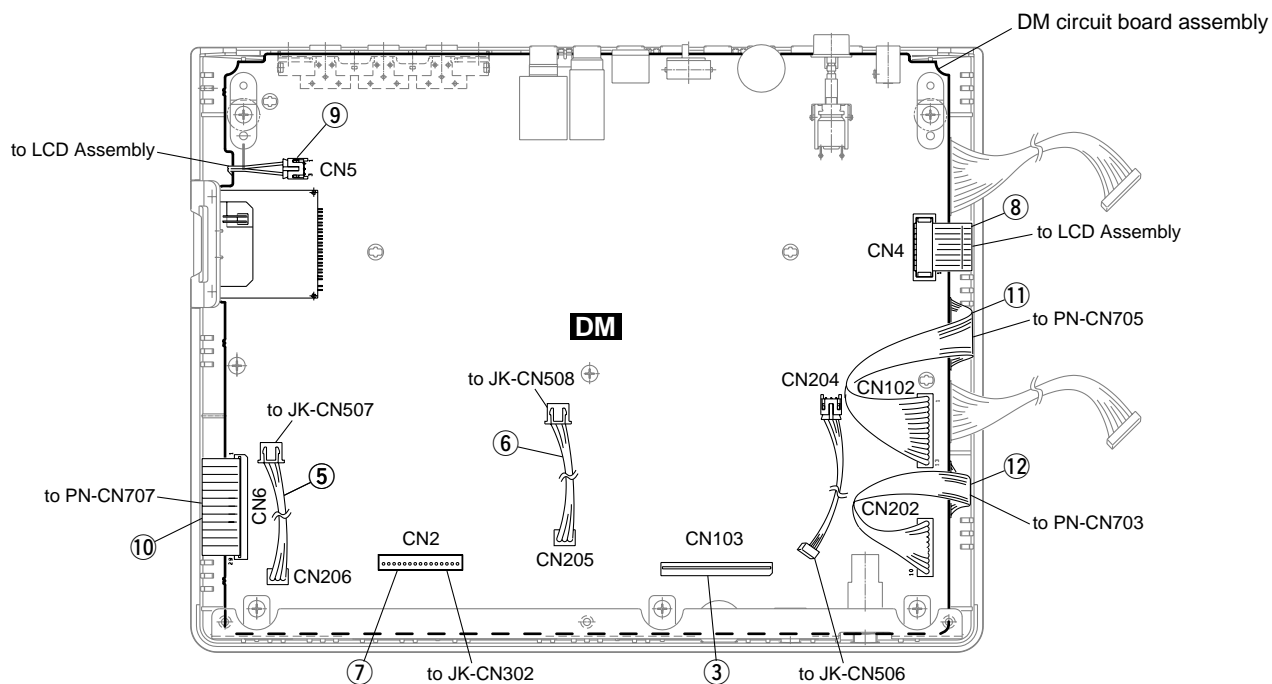 DM circuit board assembly
⑨
to LCD Assembly
CN5
⑧
CN4
to LCD Assembly
⑪
DM
to PN-CN705
to JK-CN508
CN204
CN102
to JK-CN507
⑥
⑤
13
⑫
to PN-CN707
CN6
CN202
to PN-CN703
⑩
CN2
CN205
CN103
10
CN206
⑦
to JK-CN302
③
to JK-CN506